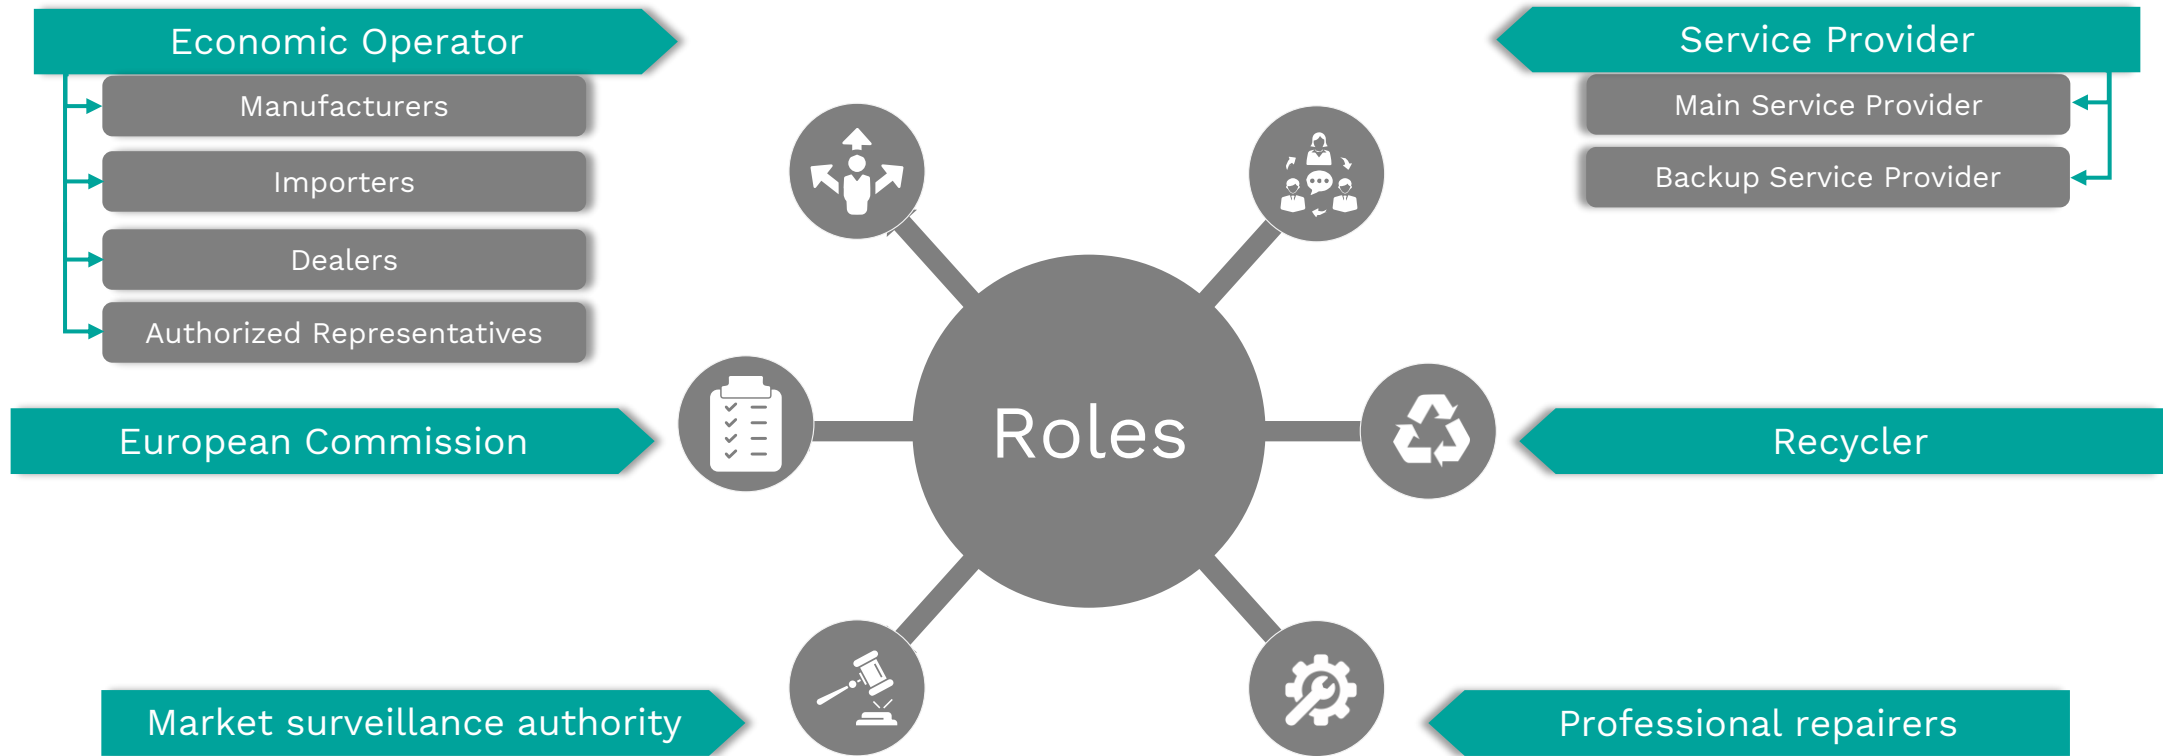 Economic Operator
Manufacturers
Importers
Dealers
Authorized Representatives
European Commission
Market surveillance authority
Roles
Service Provider
Main Service Provider
Backup Service Provider
Recycler
Professional repairers